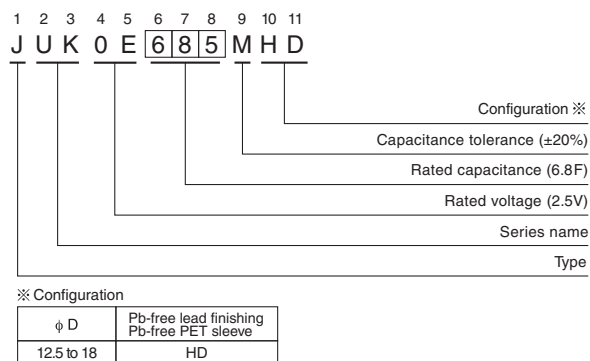 1 2 3 4 5 6 7 8 9 10 11
J U K 0 E 6 8 5 M H D
Configuration ※
Capacitance tolerance (±20%)
Rated capacitance (6.8F)
Rated voltage (2.5V)
Series name
Type
※ Configuration
ϕ D
Pb-free lead finishing
Pb-free PET sleeve
12.5 to 18
HD